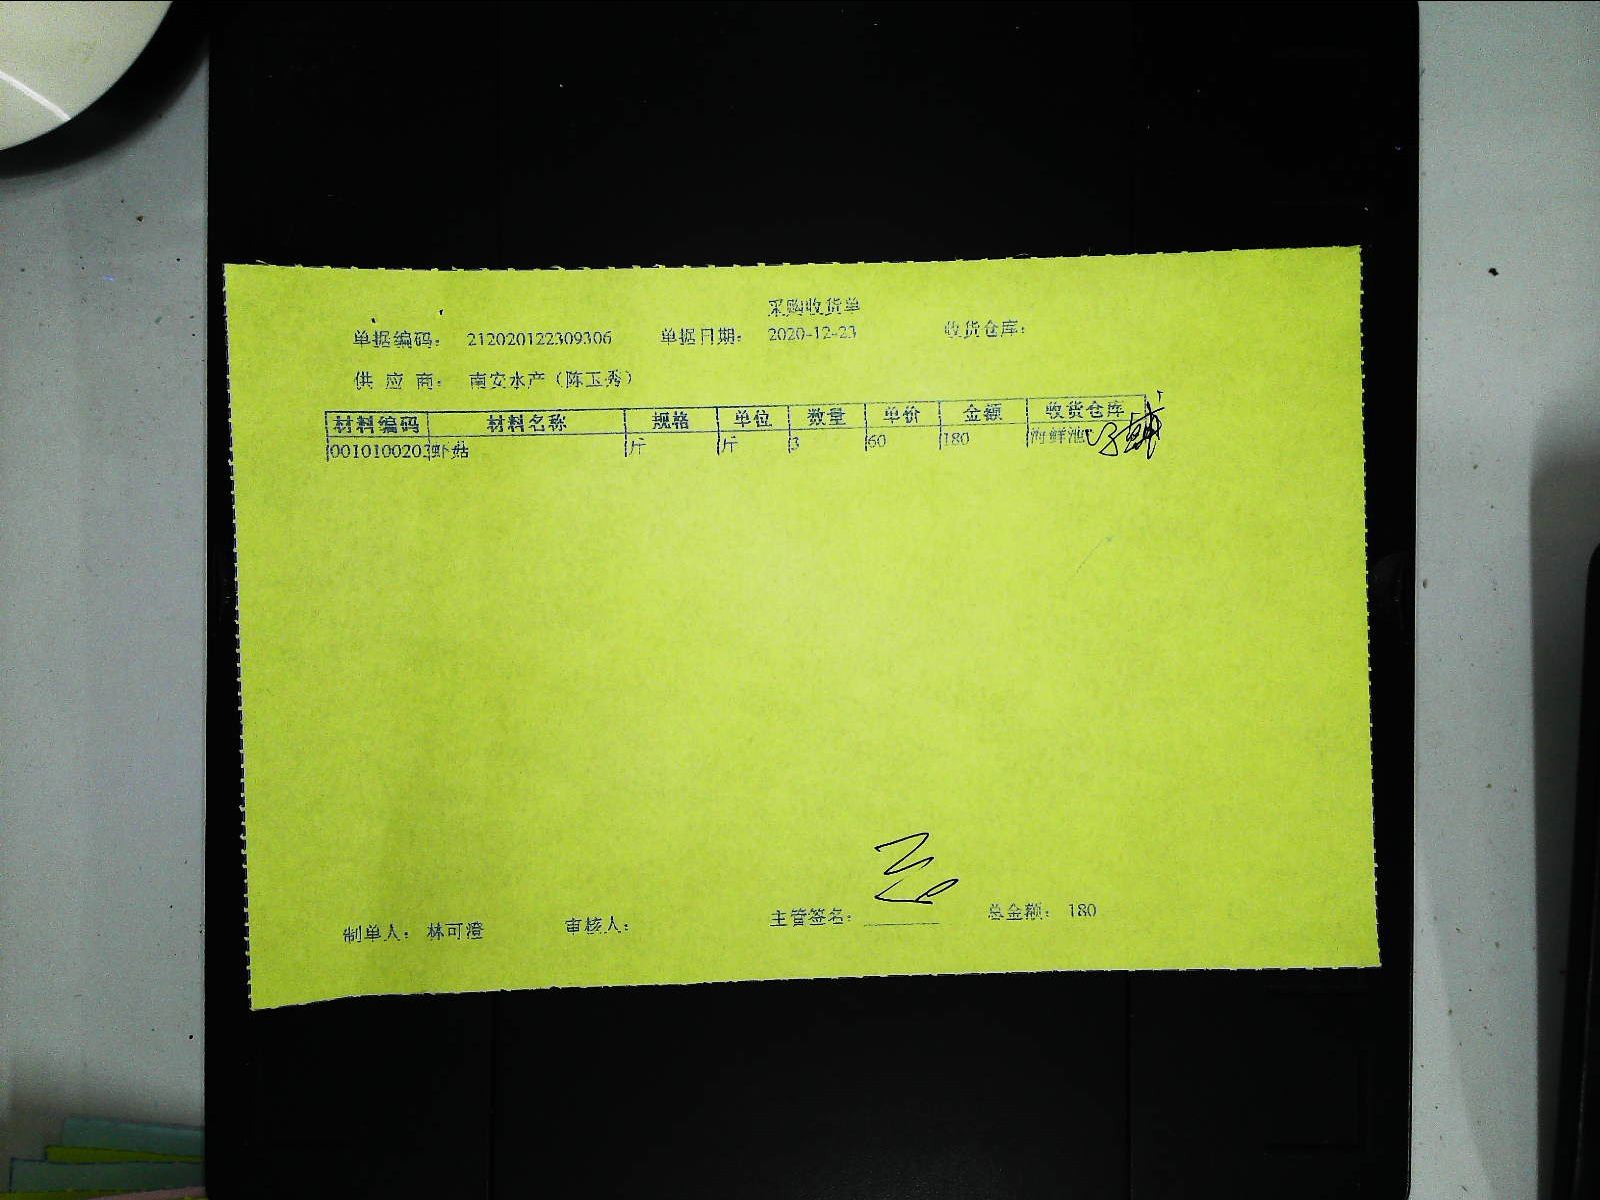 采购收货单
单据编码： 212020122309306 单据日期： 2020-12-23 收货仓库：
供 应 商： 南安水产（陈玉秀）
材料编码 材料名称 规格 单位 数量 单价 金额 收货仓库
0010100203 虾菇 斤 斤 3 60 180 海鲜池
制单人： 林可澄 审核人： 主管签名： 总金额： 180